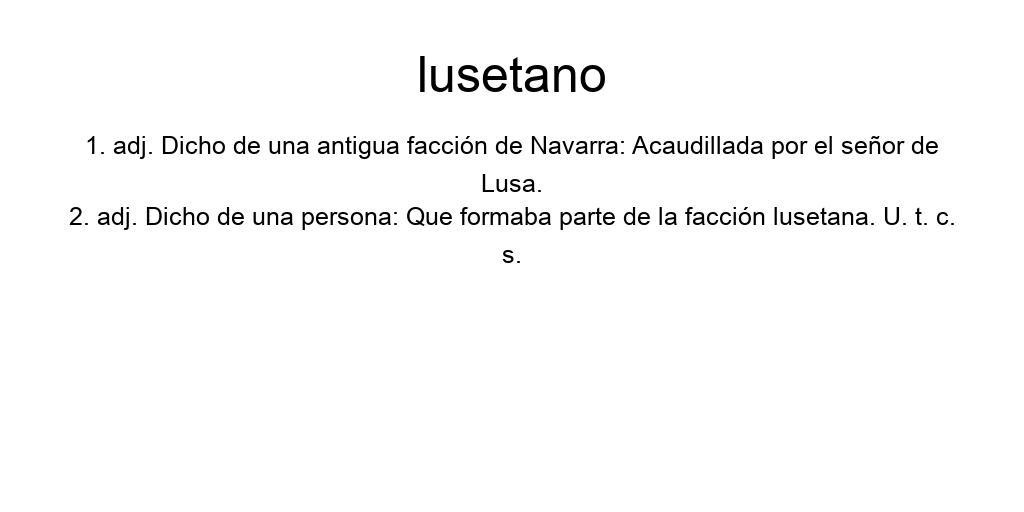 lusetano
1. adj. Dicho de una antigua facción de Navarra: Acaudillada por el señor de
Lusa.
2. adj. Dicho de una persona: Que formaba parte de la facción lusetana. U. t. c.
s.